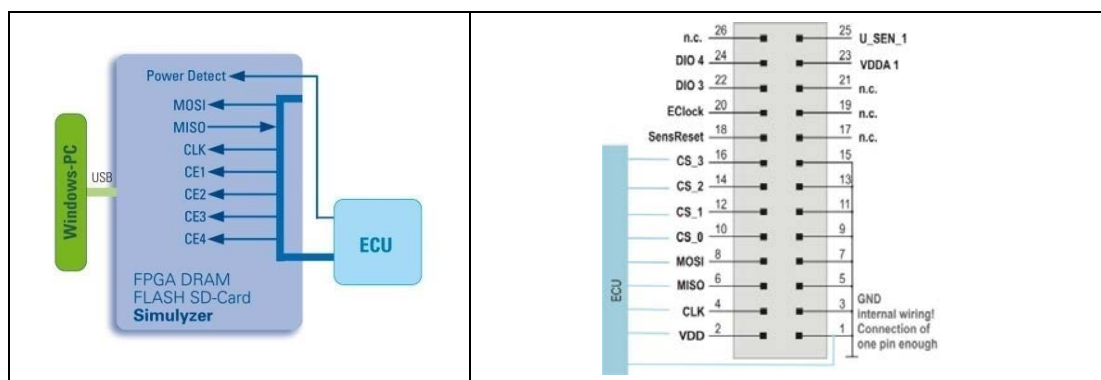 Power Detect
MOSI
MISO
CLK
CE1
CE2
CE3
CE4
Windows-PC
USB
ECU
FPGA DRAM
FLASH SD-Card
Simulyzer
n.c. 26 25 U_SEN_1
DIO 4 24 23 VDDA 1
DIO 3 22 21 n.c.
EClock 20 19 n.c.
SensReset 18 17 n.c.
CS_3 16 15
CS_2 14 13
CS_1 12 11
CS_0 10 9
MOSI 8 7
MISO 6 5
CLK 4 3
VDD 2 1
ECU
GND
internal wiring!
Connection of
one pin enough